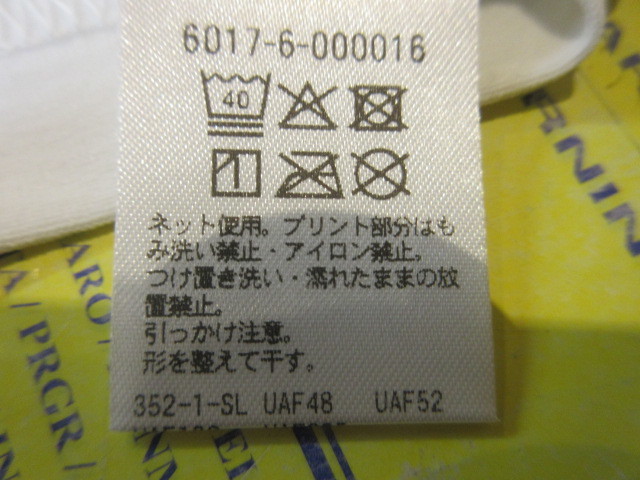 6017-6-000016
40
ネット使用。プリント部分はも
み洗い禁止・アイロン禁止。
つけ置き洗い・濡れたままの放
置禁止。
引っかけ注意。
形を整えて干す。
352-1-SL UAF48 UAF52
ARO /
/ PRGR /